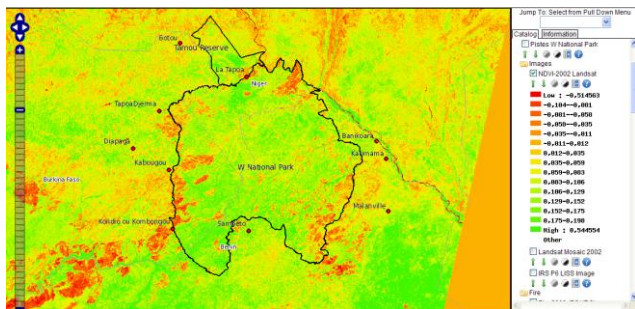 Jump To: Select from Pull Down Menu
Catalog
Information
Pistes W National Park
Images
NDVI-2002 Landsat
Low : -0.514563
-0.104--0.081
-0.081--0.058
-0.058--0.035
-0.035--0.011
-0.011-0.012
0.012-0.035
0.035-0.059
0.059-0.083
0.083-0.106
0.106-0.129
0.129-0.152
0.152-0.175
0.175-0.198
High : 0.544554
Other
Landsat Mosaic 2002
IRS P6 LISS Image
Fire
Botou
Tamou Reserve
La Tapoa
Niger
TapoaDjerma
Diapaga
Kabougou
Burkina Faso
W National Park
Banikoara
Karimama
Malanville
Kondio ou Kombongou
Sampeto
Benin